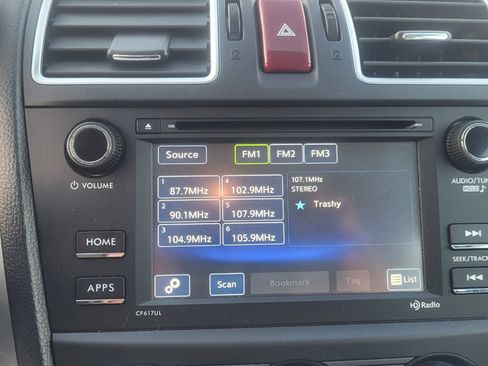 Source
FM1
FM2
FM3
1
87.7MHz
4
102.9MHz
2
90.1MHz
5
107.9MHz
3
104.9MHz
6
105.9MHz
107.1MHz
STEREO
Trashy
Scan
Bookmark
Tag
List
VOLUME
HOME
APPS
CF617UL
HD Radio
AUDIO/TUN
HOLD
SEEK/TRACK